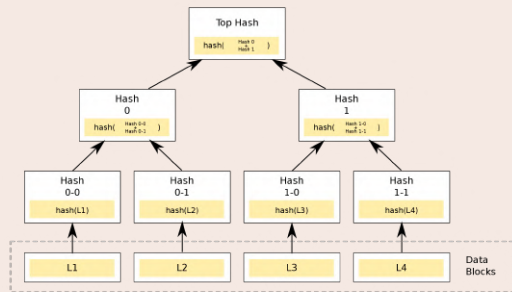 Top Hash
hash( Hash 0
+
Hash 1 )
Hash
0
hash( Hash 0-0
+
Hash 0-1 )
Hash
1
hash( Hash 1-0
+
Hash 1-1 )
Hash
0-0
hash(L1)
Hash
0-1
hash(L2)
Hash
1-0
hash(L3)
Hash
1-1
hash(L4)
L1
L2
L3
L4
Data
Blocks